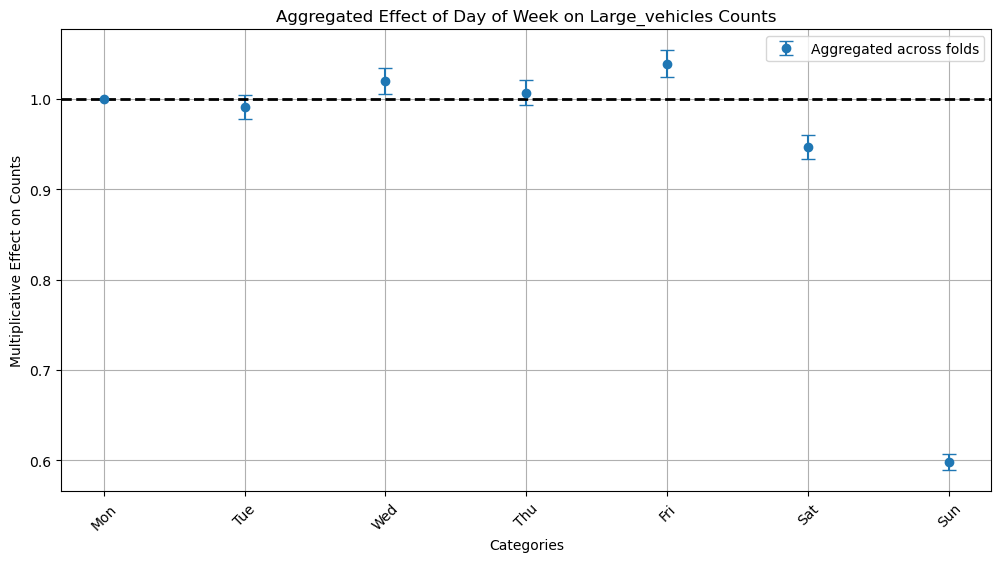 Aggregated Effect of Day of Week on Large_vehicles Counts
Aggregated across folds
Multiplicative Effect on Counts
1.0
0.9
0.8
0.7
0.6
Mon
Tue
Wed
Thu
Fri
Sat
Sun
Categories